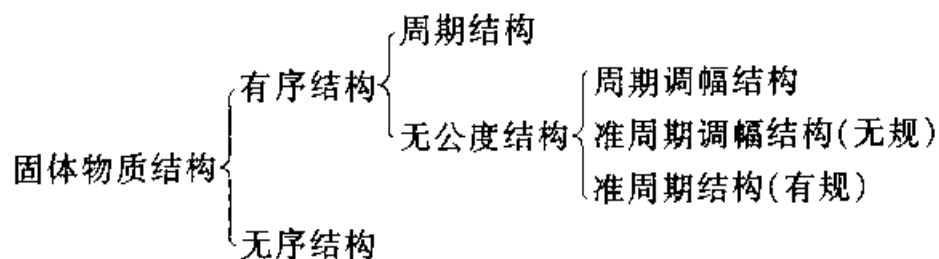 周期结构
有序结构
周期调幅结构
无公度结构
准周期调幅结构(无规)
固体物质结构
准周期结构(有规)
无序结构